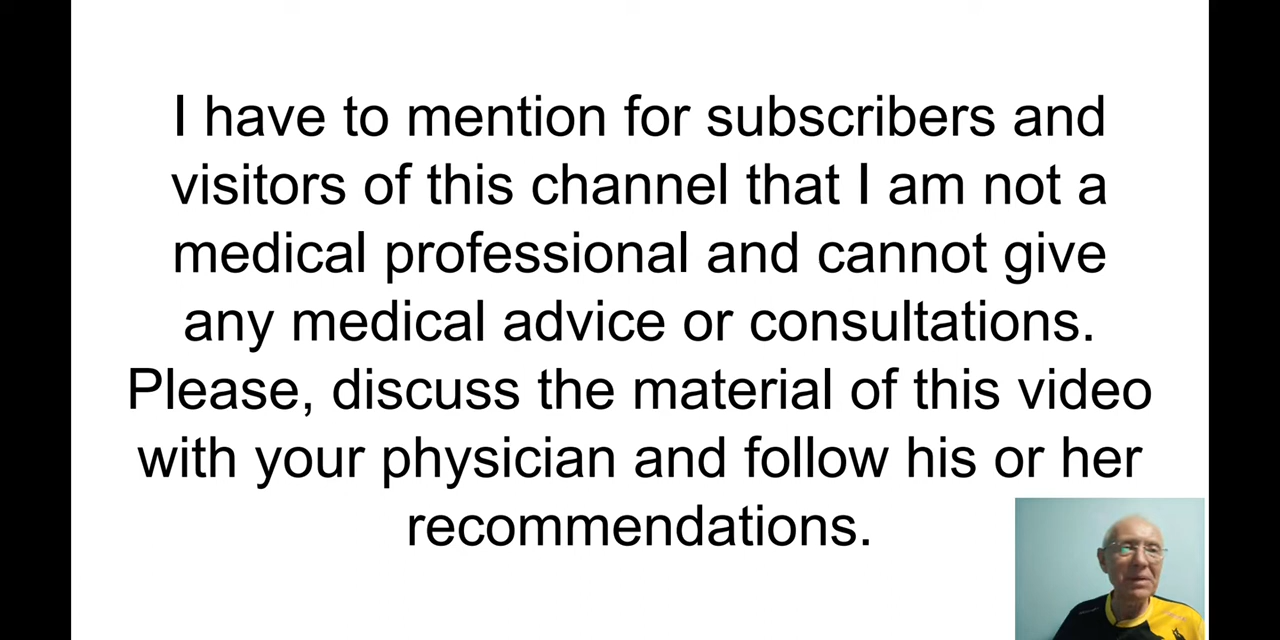 I have to mention for subscribers and
visitors of this channel that I am not a
medical professional and cannot give
any medical advice or consultations.
Please, discuss the material of this video
with your physician and follow his or her
recommendations.